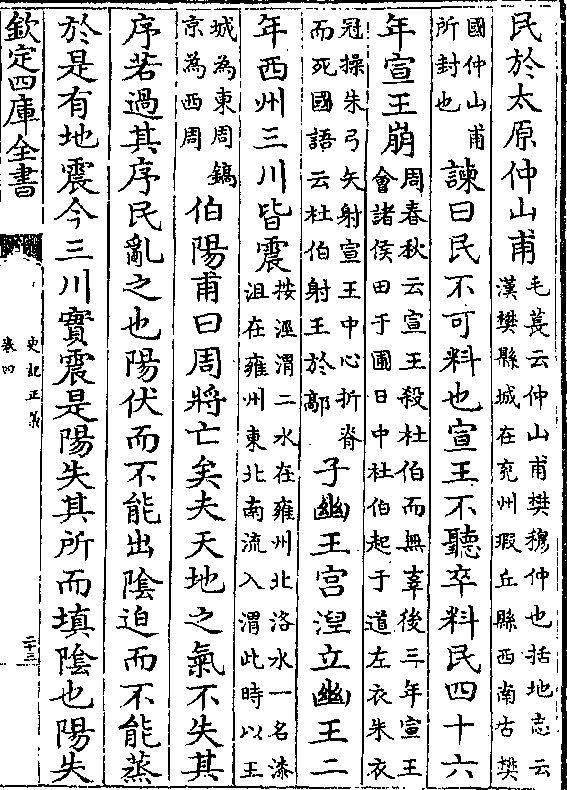 民於太原仲山甫毛萇云仲山甫樊穆仲也括地志云漢樊縣城在兖州瑕丘縣西南古樊
國仲山甫所封也諫曰民不可料也宣王不聽卒料民四十六
年宣王崩周春秋云宣王殺杜伯而無辜後三年宣王會諸侯田于圃日中杜伯起于道左衣朱衣
冠操朱弓矢射宣王中心折脊而死國語云杜伯射王於鄗子幽王宫湼立幽王二
年西州三川皆震按涇渭二水在雍州北洛水一名漆沮在雍州東北南流入渭此時以王
城為東周鎬京為西周伯陽甫曰周將亡矣夫天地之氣不失其
序若過其序民亂之也陽伏而不能出隂迫而不能蒸
於是有地震今三川實震是陽失其所而填隂也陽失
欽定四庫全書
史記正義
卷四
二十三